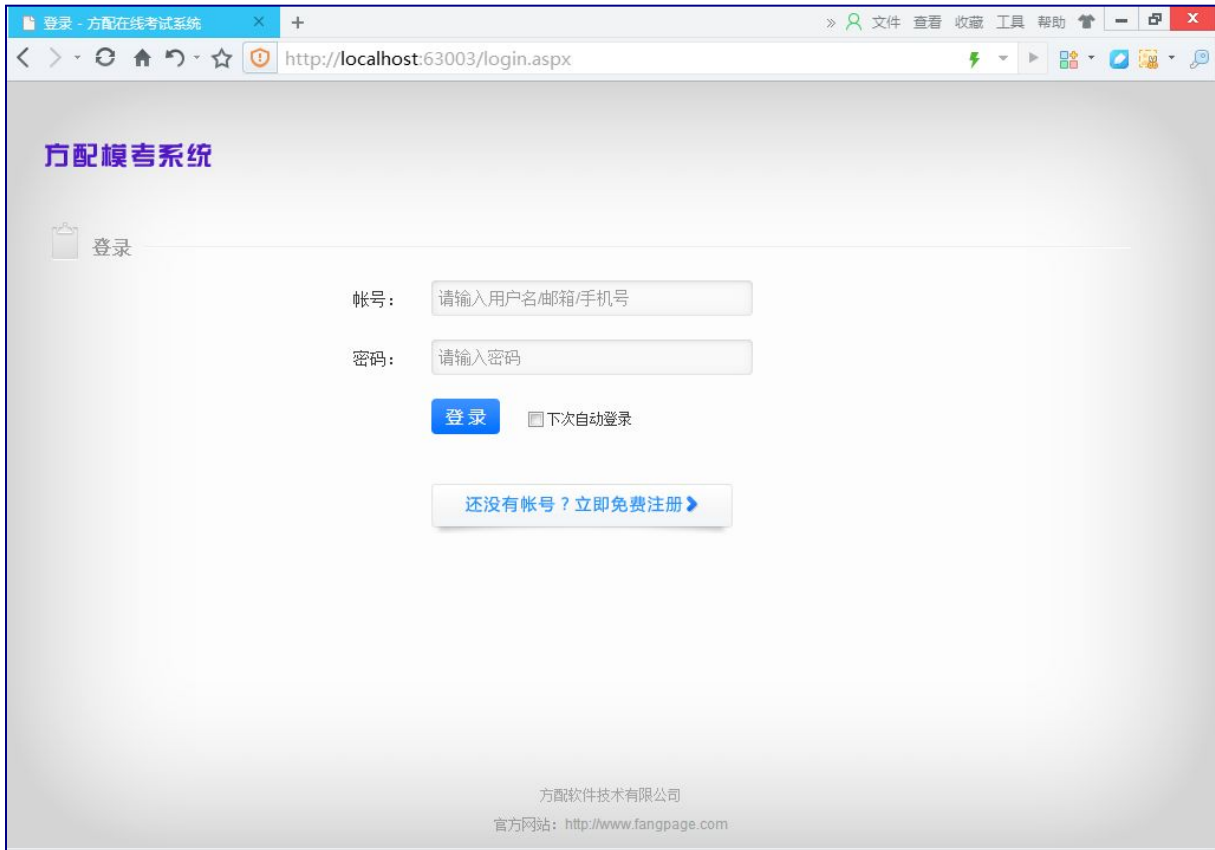 登录 - 方配在线考试系统
文件 查看 收藏 工具 帮助
http://localhost:63003/login.aspx
方配模考系统
登录
帐号：
请输入用户名/邮箱/手机号
密码：
请输入密码
登 录
下次自动登录
还没有帐号？立即免费注册
方配软件技术有限公司
官方网站：http://www.fangpage.com